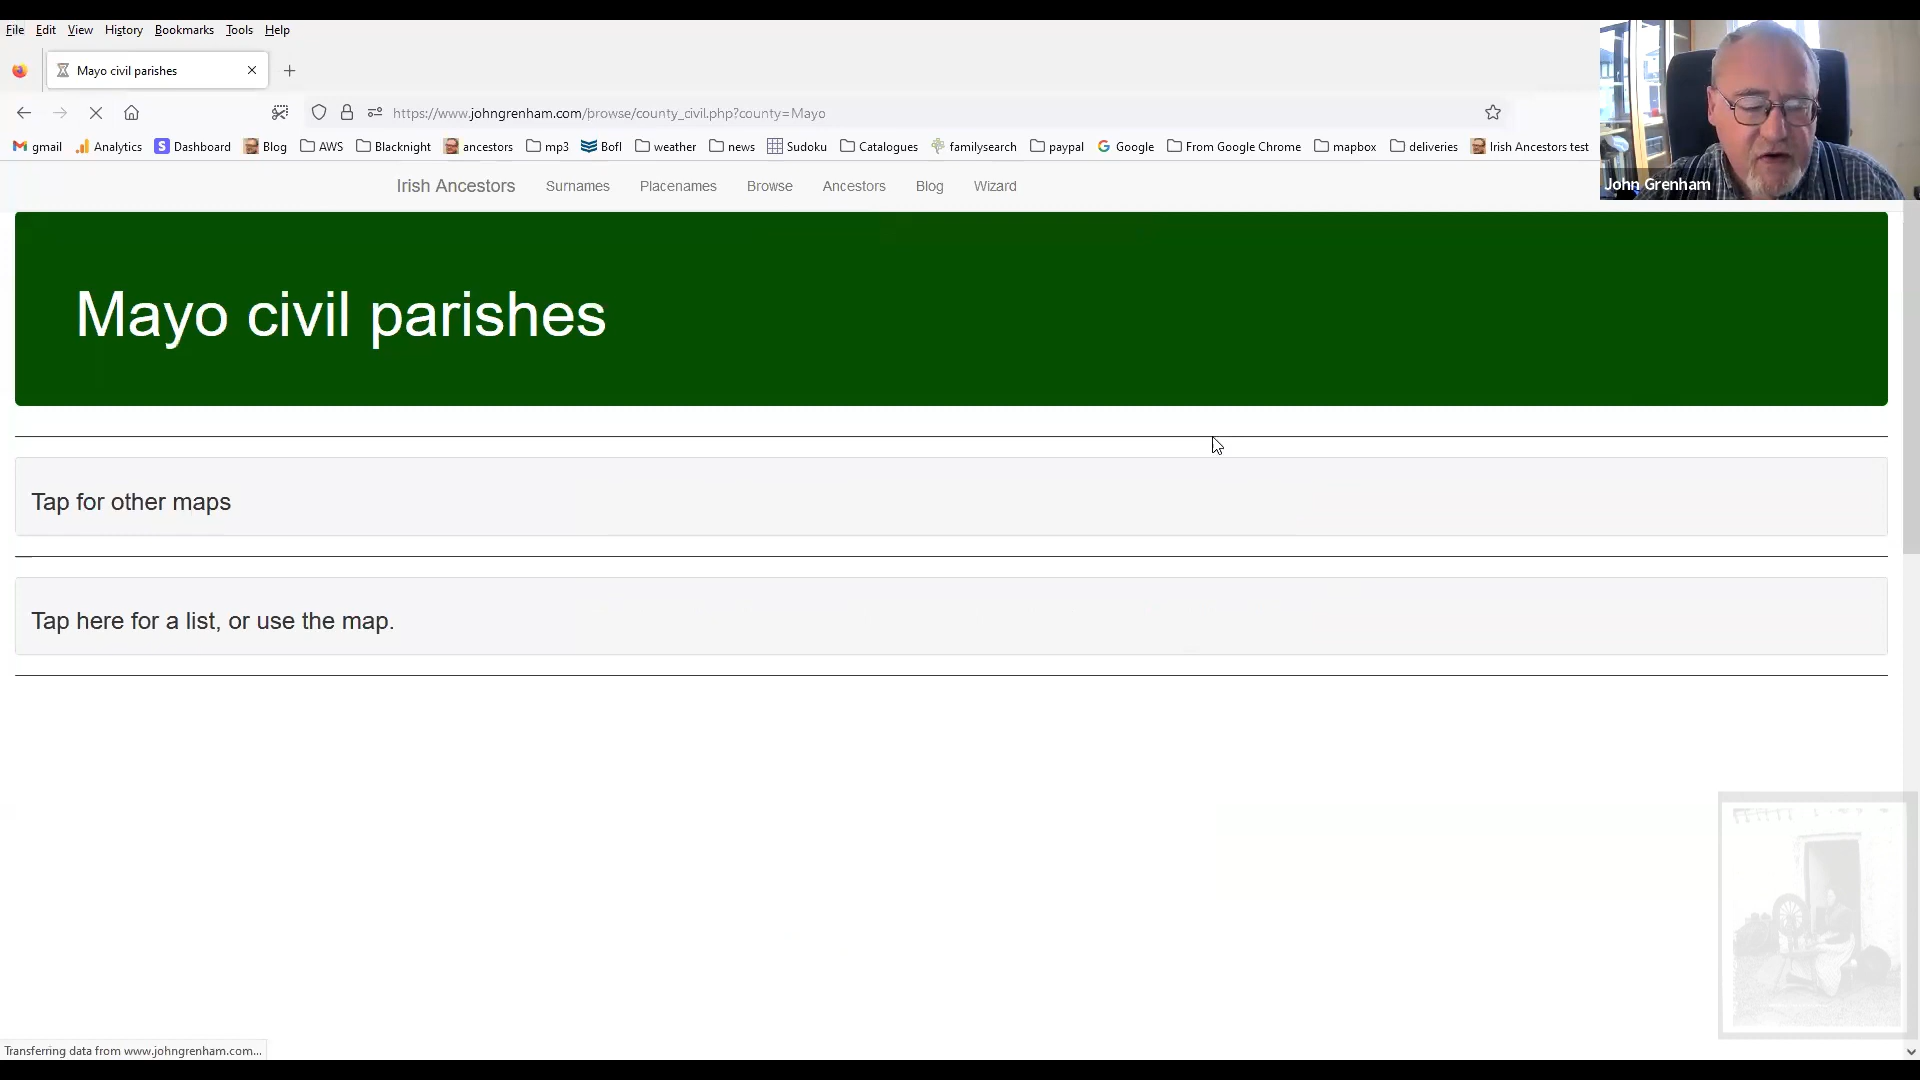 File Edit View History Bookmarks Tools Help
Mayo civil parishes
https://www.johngrenham.com/browse/county_civil.php?county=Mayo
gmail Analytics Dashboard Blog AWS Blacknight ancestors mp3 BofI weather news Sudoku Catalogues familysearch paypal Google From Google Chrome mapbox deliveries Irish Ancestors test
John Grenham
Irish Ancestors Surnames Placenames Browse Ancestors Blog Wizard
Mayo civil parishes
Tap for other maps
Tap here for a list, or use the map.
Transferring data from www.johngrenham.com...